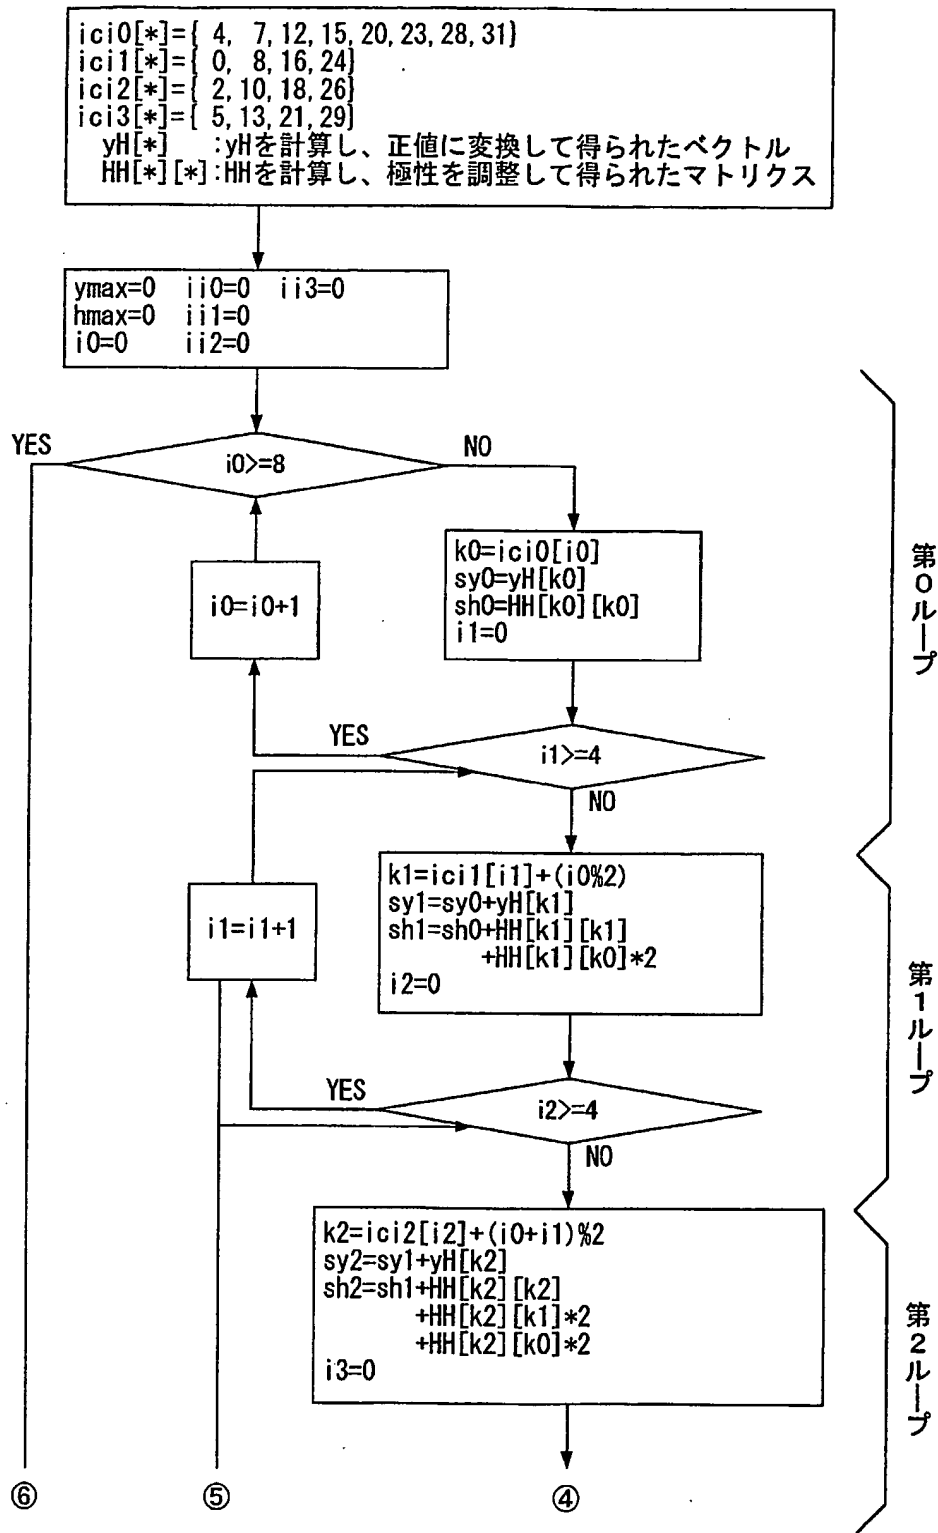 ici0[*]={ 4, 7,12,15,20,23,28,31}
ici1[*]={ 0, 8,16,24}
ici2[*]={ 2,10,18,26}
ici3[*]={ 5,13,21,29}
yH[*] :yHを計算し、正値に変換して得られたベクトル
HH[*][*]:HHを計算し、極性を調整して得られたマトリクス
ymax=0 ii0=0 ii3=0
hmax=0 ii1=0
i0=0 ii2=0
YES
i0>=8
NO
k0=ici0[i0]
sy0=yH[k0]
sh0=HH[k0][k0]
i1=0
i0=i0+1
第0ループ
YES
i1>=4
NO
k1=ici1[i1]+(i0%2)
sy1=sy0+yH[k1]
sh1=sh0+HH[k1][k1]
+HH[k1][k0]*2
i2=0
i1=i1+1
第1ループ
YES
i2>=4
NO
k2=ici2[i2]+(i0+i1)%2
sy2=sy1+yH[k2]
sh2=sh1+HH[k2][k2]
+HH[k2][k1]*2
+HH[k2][k0]*2
i3=0
第2ループ
⑥ ⑤ ④